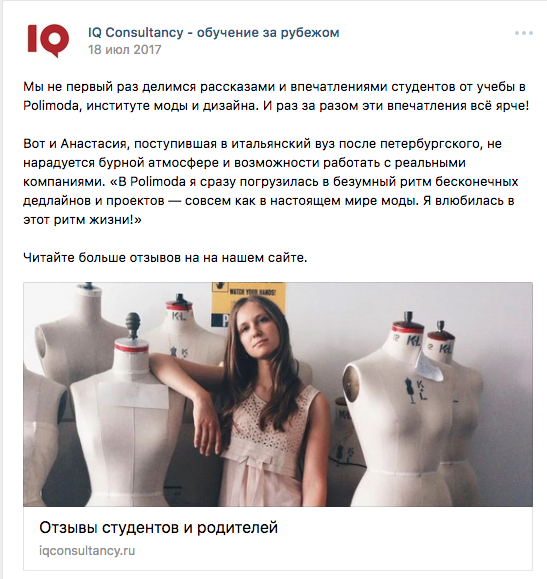 IQ
IQ Consultancy - обучение за рубежом
18 июл 2017
Мы не первый раз делимся рассказами и впечатлениями студентов от учебы в
Polimoda, институте моды и дизайна. И раз за разом эти впечатления всё ярче!
Вот и Анастасия, поступившая в итальянский вуз после петербургского, не
нарадуется бурной атмосфере и возможности работать с реальными
компаниями. «В Polimoda я сразу погрузилась в безумный ритм бесконечных
дедлайнов и проектов — совсем как в настоящем мире моды. Я влюбилась в
этот ритм жизни!»
Читайте больше отзывов на на нашем сайте.
WATCH YOUR HANDS!
K·L
K·L
K·L
Отзывы студентов и родителей
iqconsultancy.ru